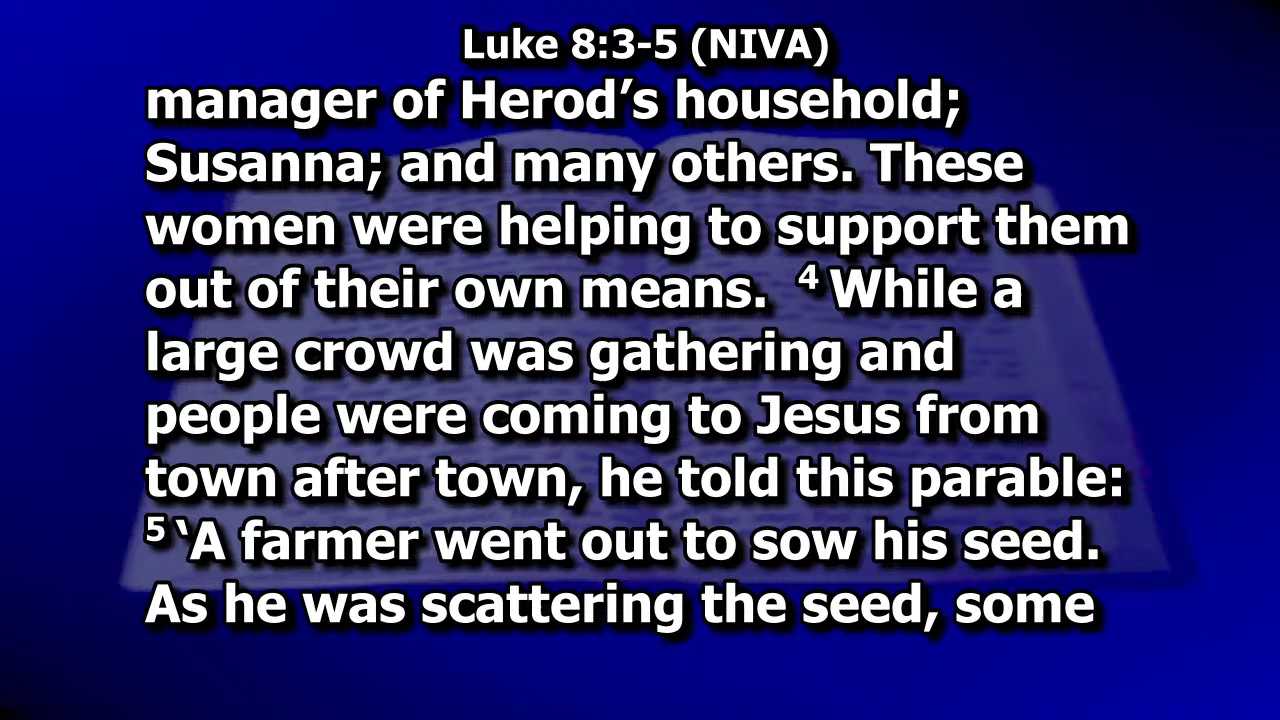 Luke 8:3-5 (NIVA)
manager of Herod’s household;
Susanna; and many others. These
women were helping to support them
out of their own means. ⁴ While a
large crowd was gathering and
people were coming to Jesus from
town after town, he told this parable:
⁵ ‘A farmer went out to sow his seed.
As he was scattering the seed, some